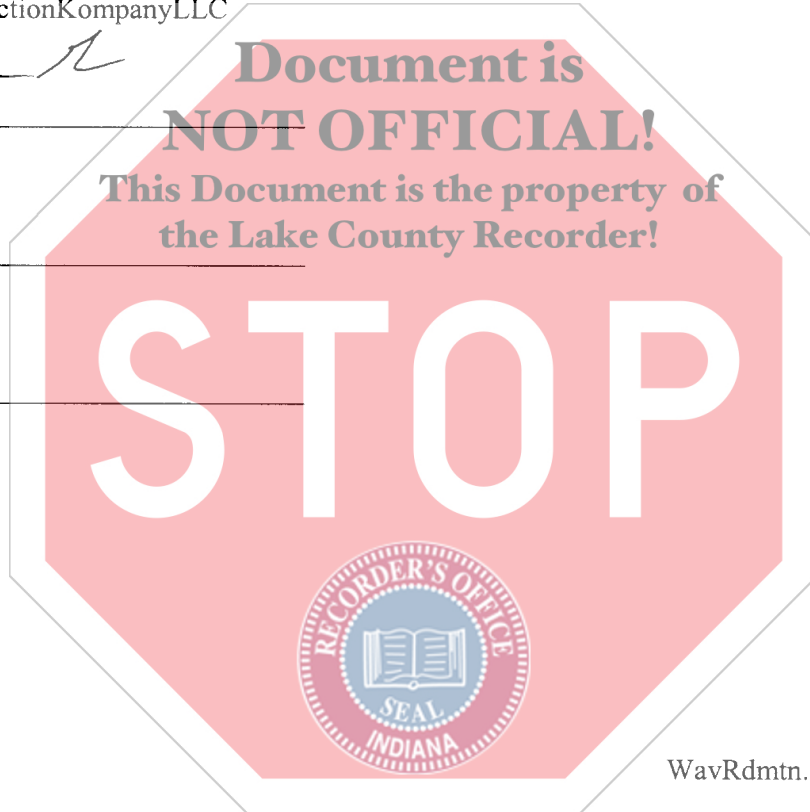 ctionKompanyLLC
Document is
NOT OFFICIAL!
This Document is the property of
the Lake County Recorder!
STOP
RECORDER'S OFFICE
SEAL
INDIANA
WavRdmtn.